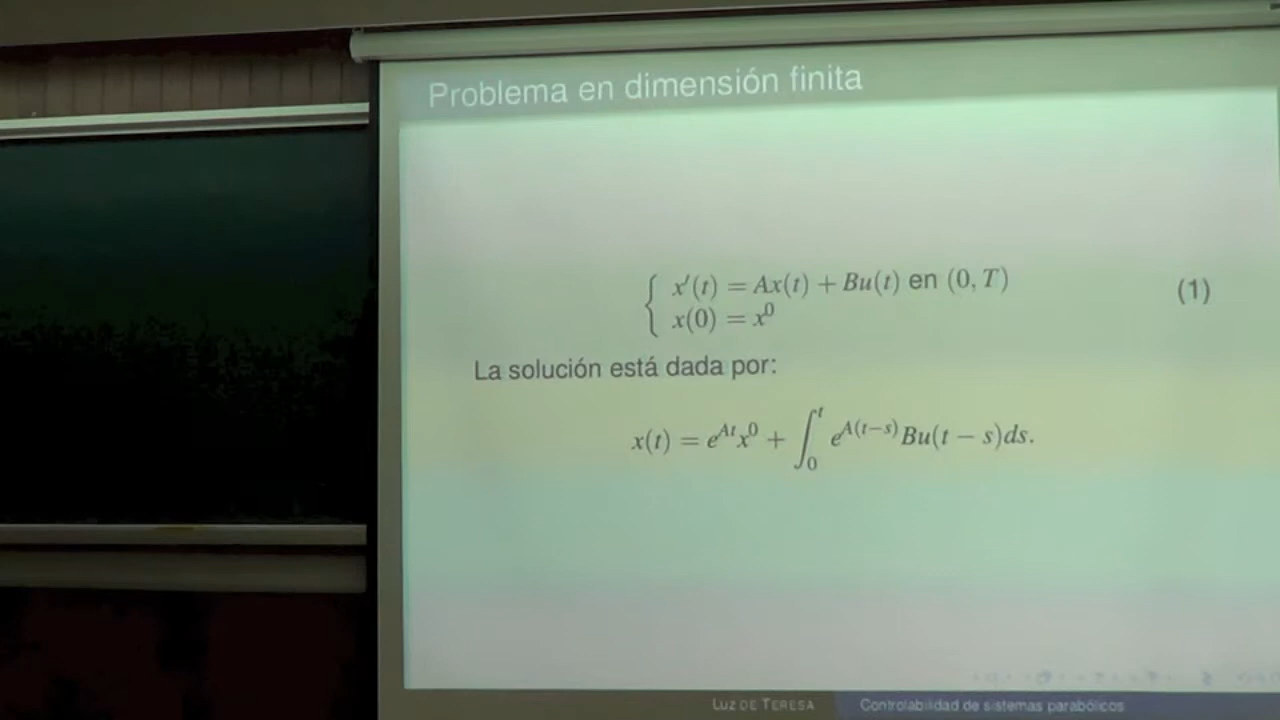 Problema en dimensión finita
x'(t) = Ax(t) + Bu(t) en (0, T)
(1)
x(0) = x⁰
La solución está dada por:
x(t) = e^{At}x⁰ + ∫₀ᵗ e^{A(t−s)}Bu(t − s)ds.
LUZ DE TERESA
Controlabilidad de sistemas parabólicos